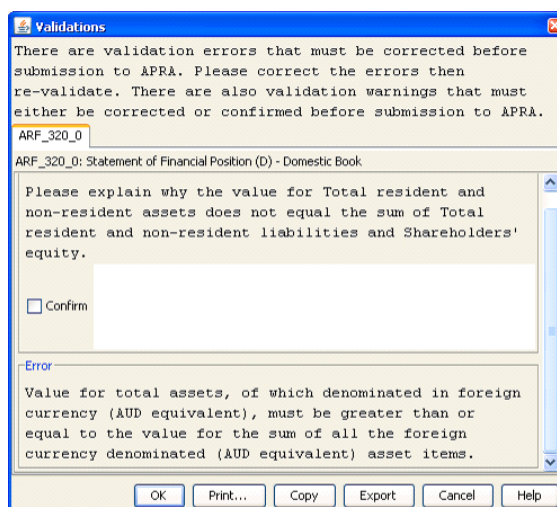 Validations
There are validation errors that must be corrected before
submission to APRA. Please correct the errors then
re-validate. There are also validation warnings that must
either be corrected or confirmed before submission to APRA.
ARF_320_0
ARF_320_0: Statement of Financial Position (D) - Domestic Book
Please explain why the value for Total resident and
non-resident assets does not equal the sum of Total
resident and non-resident liabilities and Shareholders'
equity.
Confirm
Error
Value for total assets, of which denominated in foreign
currency (AUD equivalent), must be greater than or
equal to the value for the sum of all the foreign
currency denominated (AUD equivalent) asset items.
OK Print... Copy Export Cancel Help